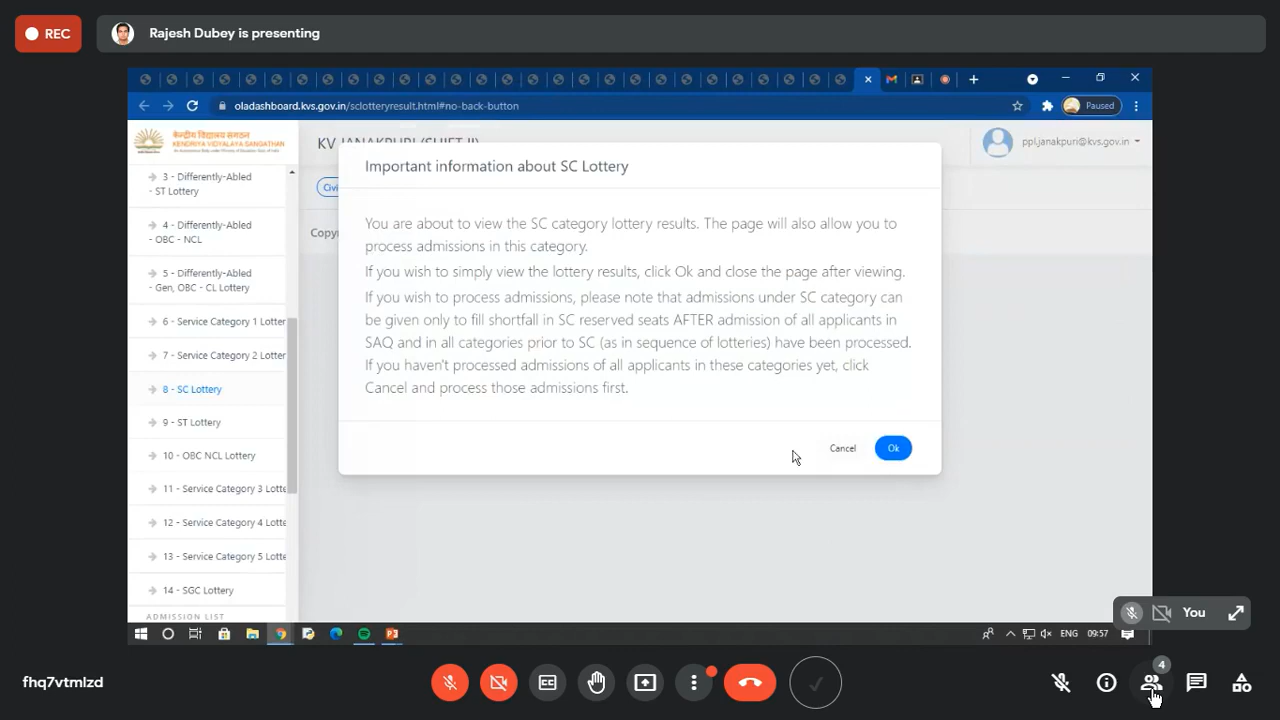 REC
Rajesh Dubey is presenting
oladashboard.kvs.gov.in/sclotteryresult.html#no-back-button
Paused
केन्द्रीय विद्यालय संगठन
KENDRIYA VIDYALAYA SANGATHAN
KV JANAKPURI (SHIFT II)
ppl.janakpuri@kvs.gov.in
3 - Differently-Abled
- ST Lottery
4 - Differently-Abled
- OBC - NCL
5 - Differently-Abled
- Gen, OBC - CL Lottery
6 - Service Category 1 Lotter
7 - Service Category 2 Lotter
8 - SC Lottery
9 - ST Lottery
10 - OBC NCL Lottery
11 - Service Category 3 Lotte
12 - Service Category 4 Lotte
13 - Service Category 5 Lotte
14 - SGC Lottery
ADMISSION LIST
Civi
Copy
Important information about SC Lottery
You are about to view the SC category lottery results. The page will also allow you to
process admissions in this category.
If you wish to simply view the lottery results, click Ok and close the page after viewing.
If you wish to process admissions, please note that admissions under SC category can
be given only to fill shortfall in SC reserved seats AFTER admission of all applicants in
SAQ and in all categories prior to SC (as in sequence of lotteries) have been processed.
If you haven't processed admissions of all applicants in these categories yet, click
Cancel and process those admissions first.
Cancel
Ok
You
ENG
09:57
fhq7vtmlzd
4